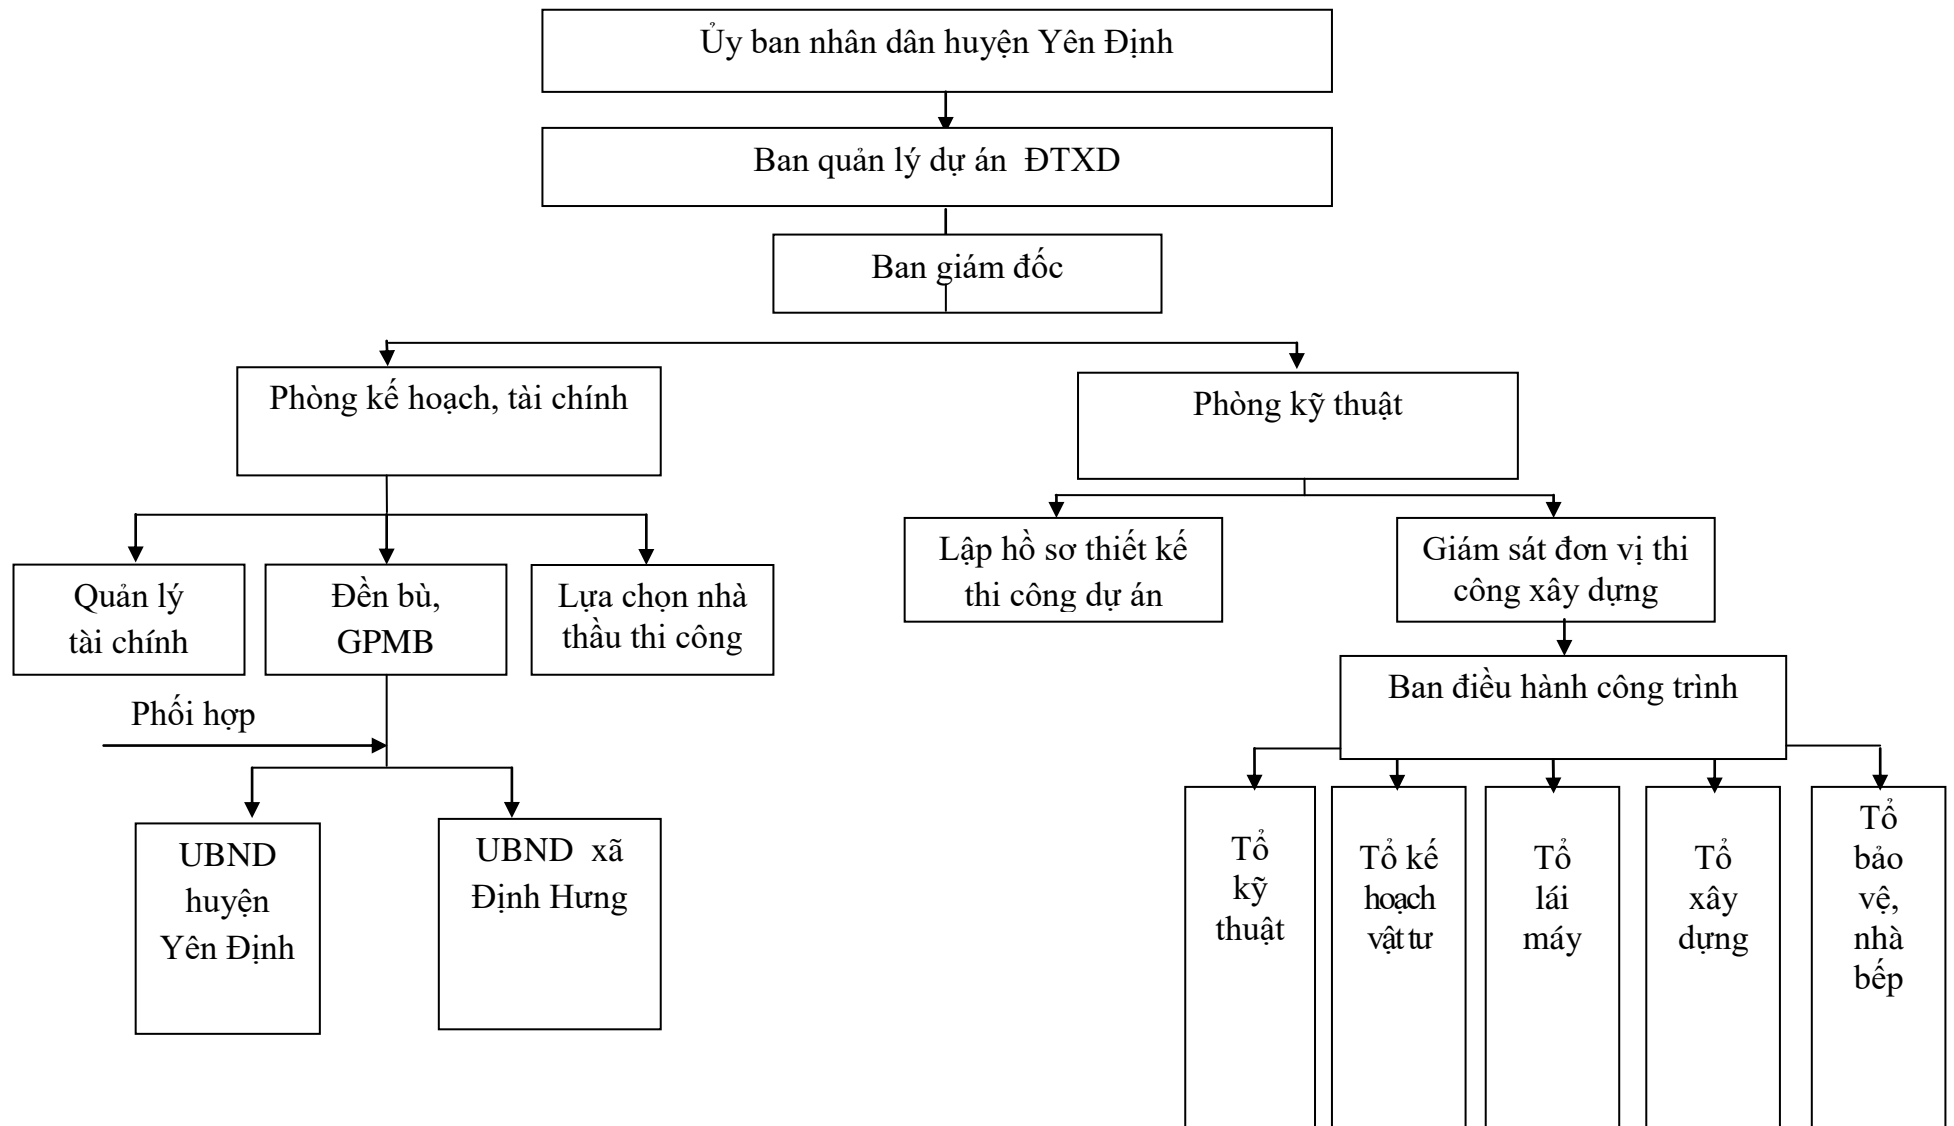 Ủy ban nhân dân huyện Yên Định
Ban quản lý dự án ĐTXD
Ban giám đốc
Phòng kế hoạch, tài chính
Phòng kỹ thuật
Quản lý
tài chính
Đền bù,
GPMB
Lựa chọn nhà
thầu thi công
Lập hồ sơ thiết kế
thi công dự án
Giám sát đơn vị thi
công xây dựng
Phối hợp
Ban điều hành công trình
UBND
huyện
Yên Định
UBND xã
Định Hưng
Tổ
kỹ
thuật
Tổ kế
hoạch
vật tư
Tổ
lái
máy
Tổ
xây
dựng
Tổ
bảo
vệ,
nhà
bếp